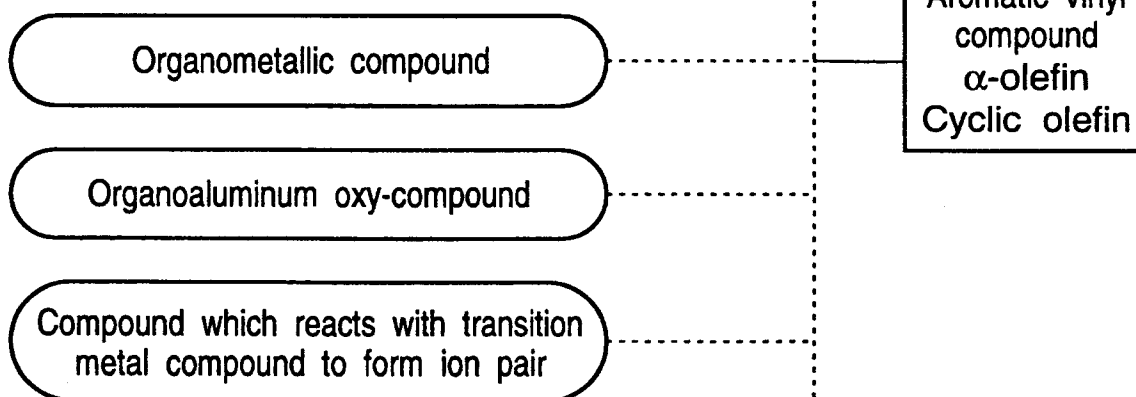 Aromatic vinyl
compound
α-olefin
Cyclic olefin
Organometallic compound
Organoaluminum oxy-compound
Compound which reacts with transition
metal compound to form ion pair